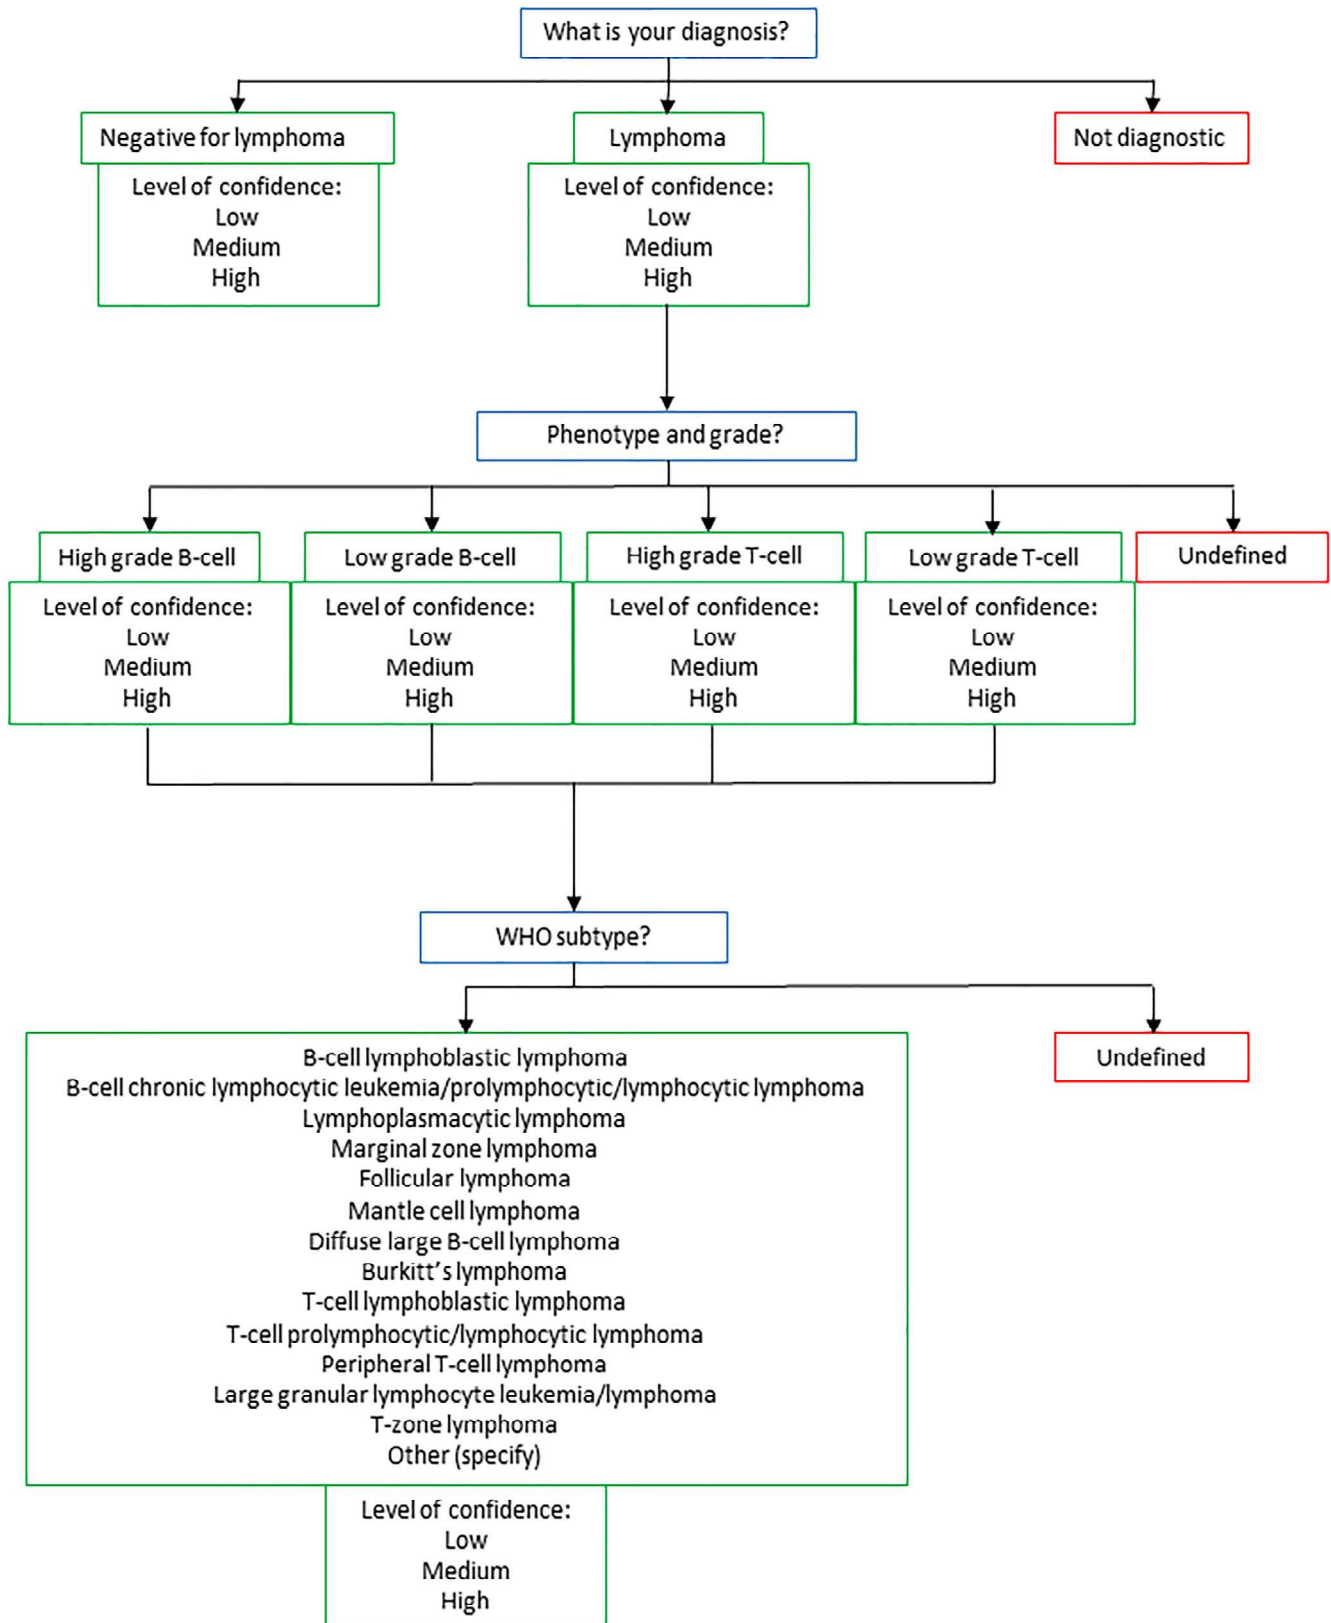 What is your diagnosis?
Negative for lymphoma
Level of confidence:
Low
Medium
High
Lymphoma
Level of confidence:
Low
Medium
High
Not diagnostic
Phenotype and grade?
High grade B-cell
Level of confidence:
Low
Medium
High
Low grade B-cell
Level of confidence:
Low
Medium
High
High grade T-cell
Level of confidence:
Low
Medium
High
Low grade T-cell
Level of confidence:
Low
Medium
High
Undefined
WHO subtype?
B-cell lymphoblastic lymphoma
B-cell chronic lymphocytic leukemia/prolymphocytic/lymphocytic lymphoma
Lymphoplasmacytic lymphoma
Marginal zone lymphoma
Follicular lymphoma
Mantle cell lymphoma
Diffuse large B-cell lymphoma
Burkitt’s lymphoma
T-cell lymphoblastic lymphoma
T-cell prolymphocytic/lymphocytic lymphoma
Peripheral T-cell lymphoma
Large granular lymphocyte leukemia/lymphoma
T-zone lymphoma
Other (specify)
Level of confidence:
Low
Medium
High
Undefined